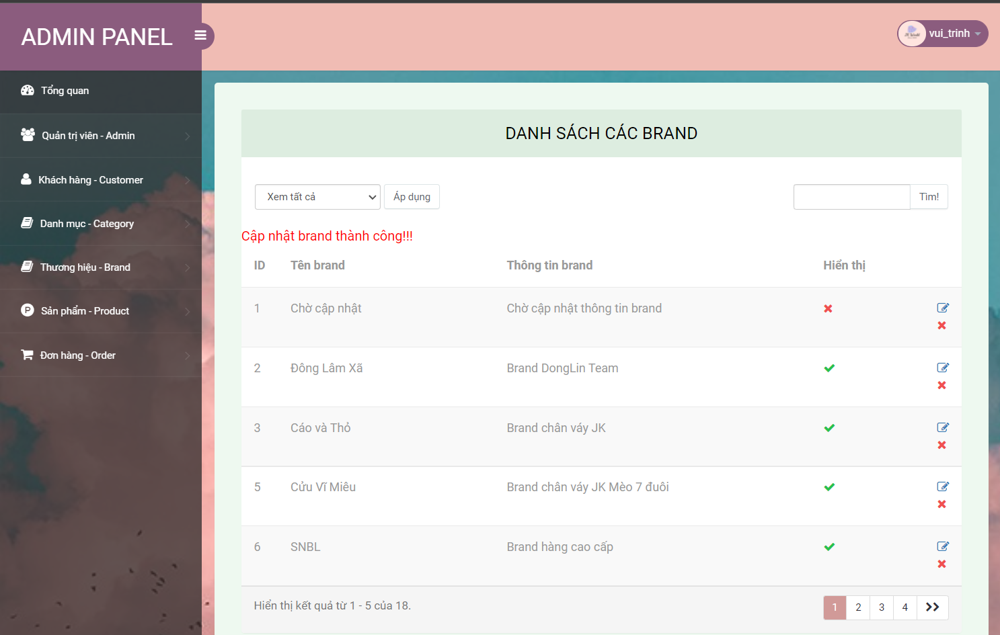 ADMIN PANEL
vui_trinh
Tổng quan
Quản trị viên - Admin
Khách hàng - Customer
Danh mục - Category
Thương hiệu - Brand
Sản phẩm - Product
Đơn hàng - Order
DANH SÁCH CÁC BRAND
Xem tất cả Áp dụng Tìm!
Cập nhật brand thành công!!!
ID Tên brand Thông tin brand Hiển thị
1 Chờ cập nhật Chờ cập nhật thông tin brand
2 Đông Lâm Xã Brand DongLin Team
3 Cáo và Thỏ Brand chân váy JK
5 Cửu Vĩ Miêu Brand chân váy JK Mèo 7 đuôi
6 SNBL Brand hàng cao cấp
Hiển thị kết quả từ 1 - 5 của 18.
1 2 3 4